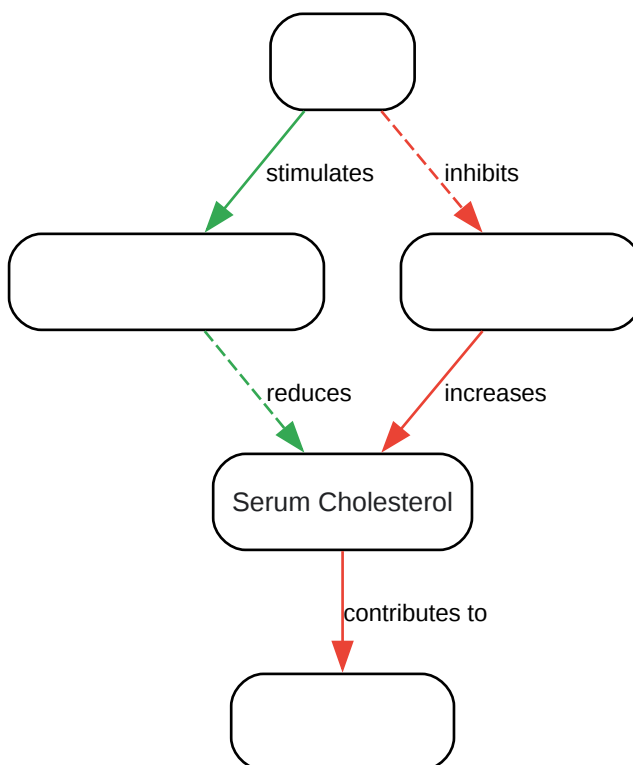 stimulates
inhibits
reduces
increases
Serum Cholesterol
contributes to